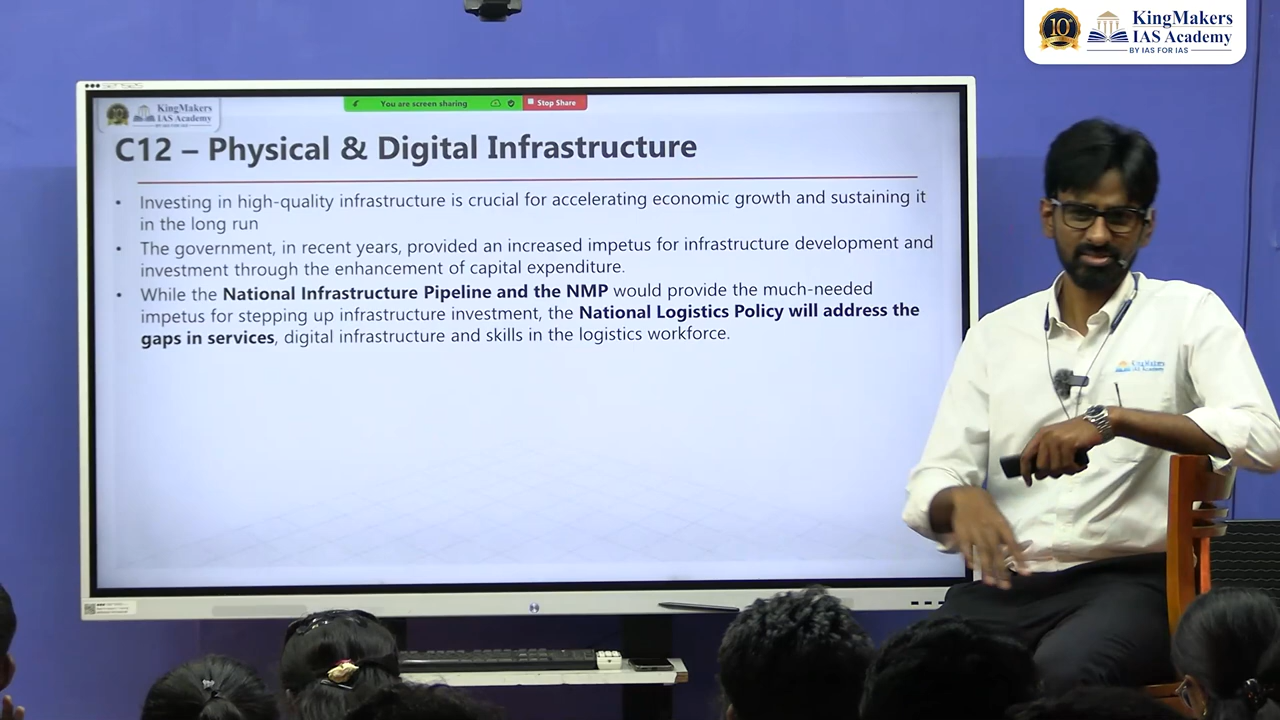 10
KingMakers
IAS Academy
BY IAS FOR IAS
KingMakers
IAS Academy
You are screen sharing
Stop Share
C12 – Physical & Digital Infrastructure
• Investing in high-quality infrastructure is crucial for accelerating economic growth and sustaining it
in the long run
• The government, in recent years, provided an increased impetus for infrastructure development and
investment through the enhancement of capital expenditure.
• While the National Infrastructure Pipeline and the NMP would provide the much-needed
impetus for stepping up infrastructure investment, the National Logistics Policy will address the
gaps in services, digital infrastructure and skills in the logistics workforce.
KingMakers
IAS Academy